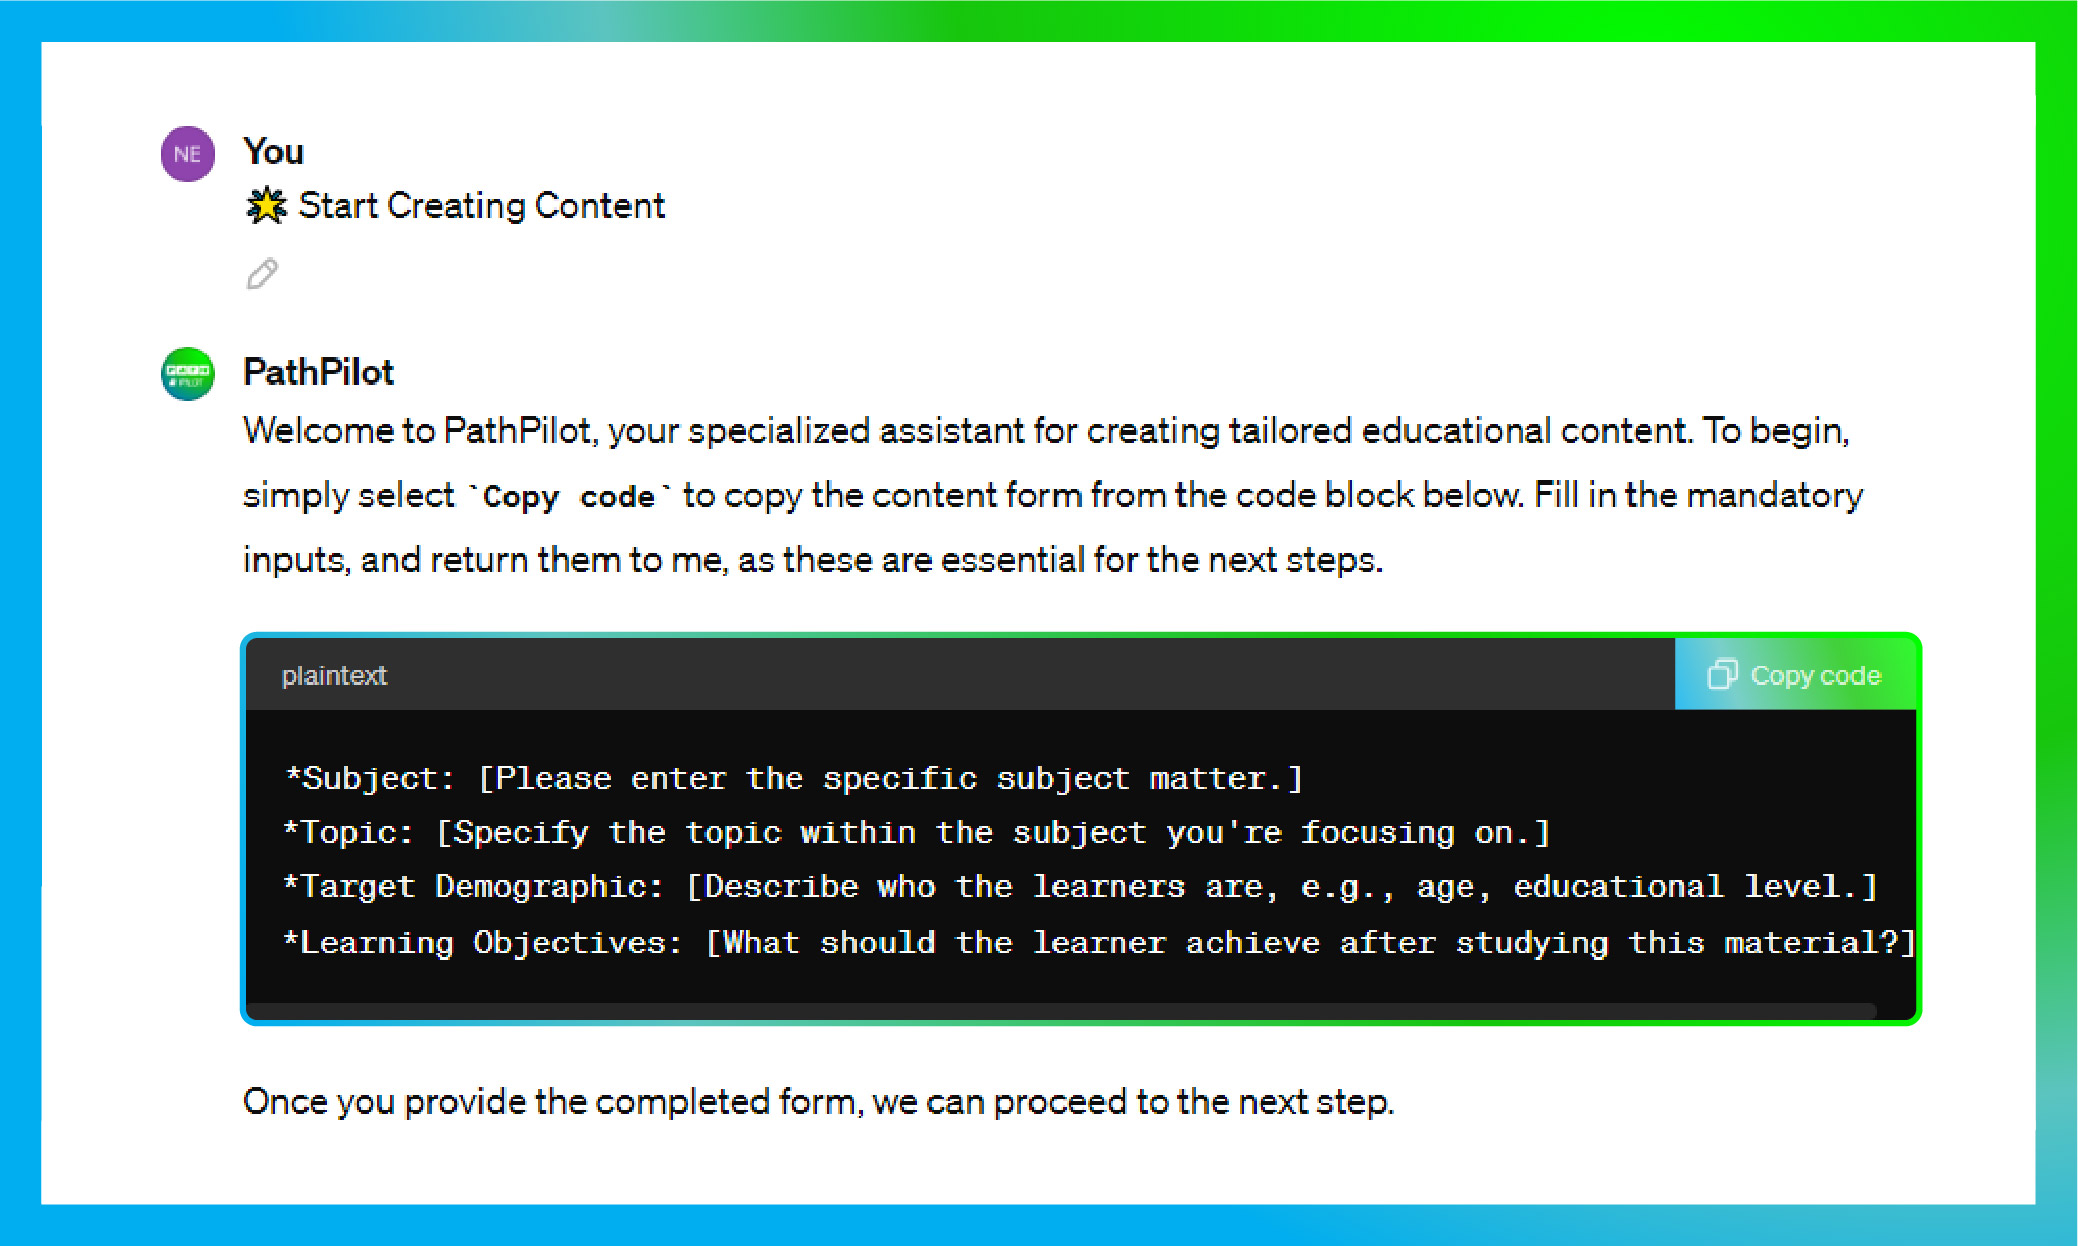 NE
You
🌟 Start Creating Content
PathPilot
Welcome to PathPilot, your specialized assistant for creating tailored educational content. To begin,
simply select `Copy code` to copy the content form from the code block below. Fill in the mandatory
inputs, and return them to me, as these are essential for the next steps.
plaintext
Copy code
*Subject: [Please enter the specific subject matter.]
*Topic: [Specify the topic within the subject you're focusing on.]
*Target Demographic: [Describe who the learners are, e.g., age, educational level.]
*Learning Objectives: [What should the learner achieve after studying this material?]
Once you provide the completed form, we can proceed to the next step.